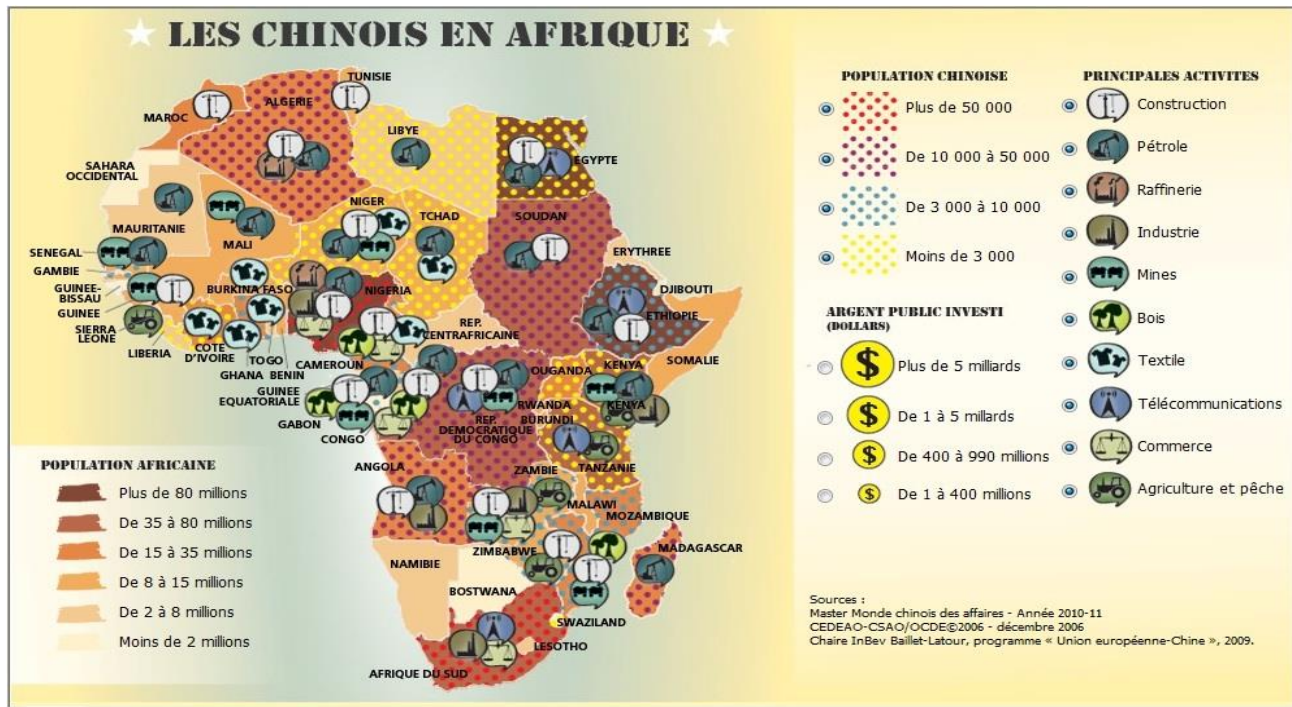 LES CHINOIS EN AFRIQUE
TUNISIE
ALGERIE
MAROC
LIBYE
EGYPTE
SAHARA
OCCIDENTAL
NIGER
TCHAD
SOUDAN
MAURITANIE
MALI
ERYTHREE
SENEGAL
GAMBIE
DJIBOUTI
BURKINA FASO
NIGERIA
GUINEE-
BISSAU
GUINEE
ETHIOPIE
SIERRA
LEONE
REP.
CENTRAFRICAINE
LIBERIA
COTE
D'IVOIRE
TOGO
GHANA
BENIN
CAMEROUN
SOMALIE
OUGANDA
KENYA
GUINEE
EQUATORIALE
RWANDA
BURUNDI
KENYA
GABON
CONGO
REP.
DEMOCRATIQUE
DU CONGO
ANGOLA
ZAMBIE
TANZANIE
MALAWI
MOZAMBIQUE
ZIMBABWE
MADAGASCAR
NAMIBIE
BOSTWANA
SWAZILAND
LESOTHO
AFRIQUE DU SUD
POPULATION AFRICAINE
Plus de 80 millions
De 35 à 80 millions
De 15 à 35 millions
De 8 à 15 millions
De 2 à 8 millions
Moins de 2 millions
POPULATION CHINOISE
Plus de 50 000
De 10 000 à 50 000
De 3 000 à 10 000
Moins de 3 000
ARGENT PUBLIC INVESTI
(DOLLARS)
$ Plus de 5 milliards
$ De 1 à 5 millards
$ De 400 à 990 millions
$ De 1 à 400 millions
PRINCIPALES ACTIVITES
Construction
Pétrole
Raffinerie
Industrie
Mines
Bois
Textile
Télécommunications
Commerce
Agriculture et pêche
Sources :
Master Monde chinois des affaires - Année 2010-11
CEDEAO-CSAO/OCDE©2006 - décembre 2006
Chaire InBev Baillet-Latour, programme « Union européenne-Chine », 2009.